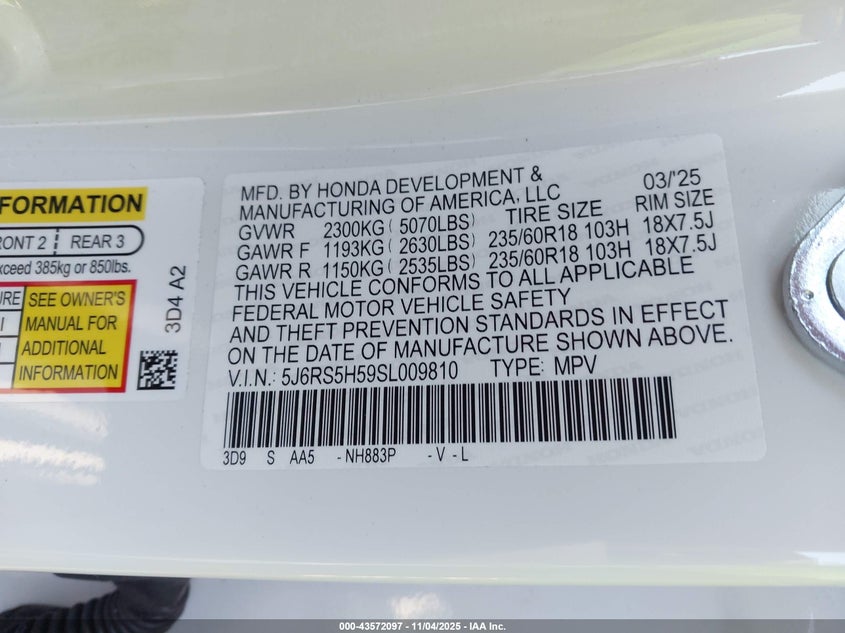 FORMATION
RONT 2 REAR 3
xceed 385kg or 850lbs.
URE
SEE OWNER'S
MANUAL FOR
ADDITIONAL
INFORMATION
3D4 A2
MFD. BY HONDA DEVELOPMENT &
MANUFACTURING OF AMERICA, LLC 03/'25
GVWR 2300KG( 5070LBS) TIRE SIZE RIM SIZE
GAWR F 1193KG( 2630LBS) 235/60R18 103H 18X7.5J
GAWR R 1150KG( 2535LBS) 235/60R18 103H 18X7.5J
THIS VEHICLE CONFORMS TO ALL APPLICABLE
FEDERAL MOTOR VEHICLE SAFETY
AND THEFT PREVENTION STANDARDS IN EFFECT
ON THE DATE OF MANUFACTURE SHOWN ABOVE.
V.I.N.: 5J6RS5H59SL009810 TYPE: MPV
3D9 S AA5 -NH883P -V-L
000-43572097 - 11/04/2025 - IAA Inc.